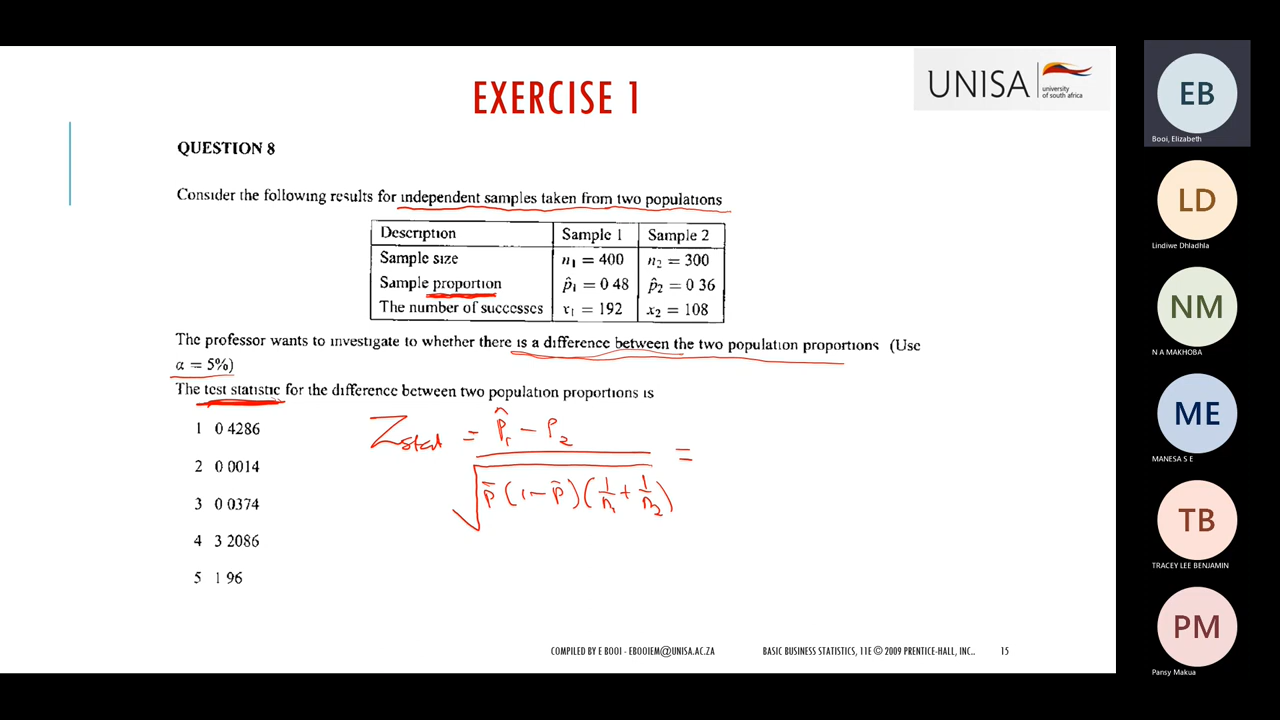 EXERCISE 1
UNISA
university
of south africa
QUESTION 8
Consider the following results for independent samples taken from two populations
Description Sample 1 Sample 2
Sample size n₁ = 400 n₂ = 300
Sample proportion p̂₁ = 0 48 p̂₂ = 0 36
The number of successes x₁ = 192 x₂ = 108
The professor wants to investigate to whether there is a difference between the two population proportions (Use
α = 5%)
The test statistic for the difference between two population proportions is
1 0 4286
2 0 0014
3 0 0374
4 3 2086
5 1 96
Zstat = p̂₁ - p₂ =
√p̄(1-p̄)(1/n₁ + 1/n₂)
COMPILED BY E BOOI - EBOOIEM@UNISA.AC.ZA BASIC BUSINESS STATISTICS, 11E © 2009 PRENTICE-HALL, INC.. 15
EB
Booi, Elizabeth
LD
Lindiwe Dhladhla
NM
N A MAKHOBA
ME
MANESA S E
TB
TRACEY LEE BENJAMIN
PM
Pansy Makua